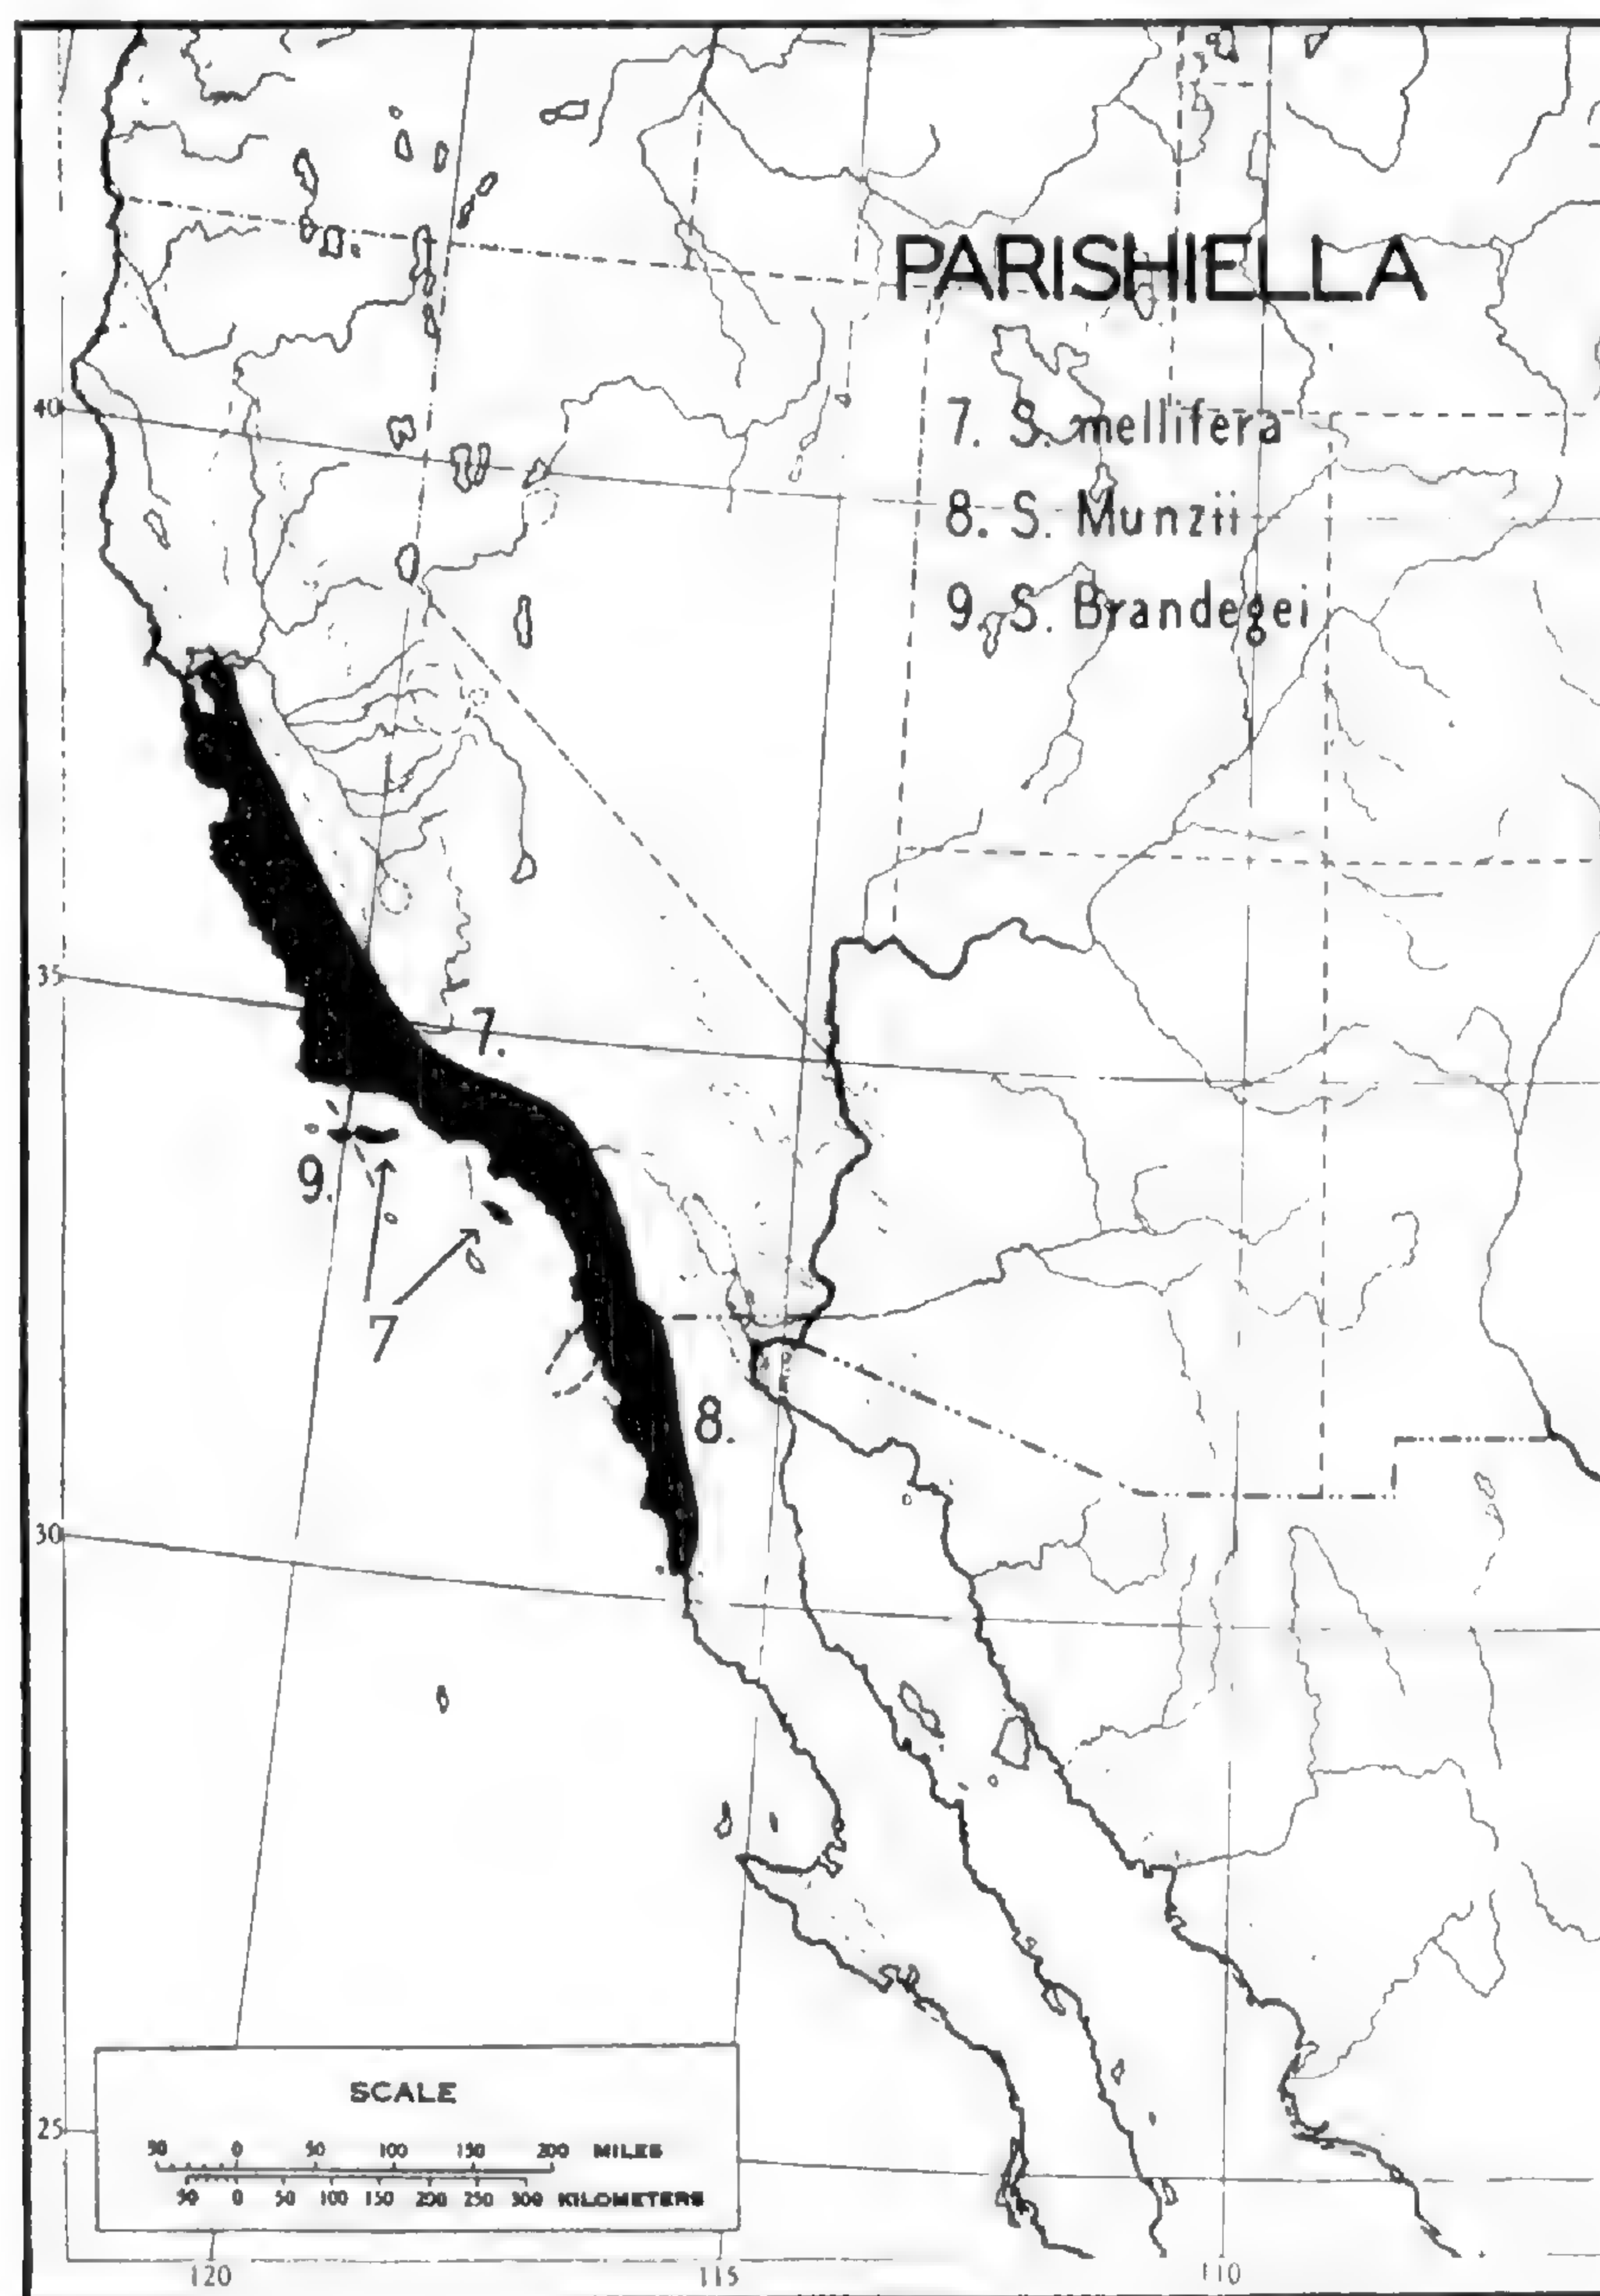 PARISHIELLA
7. S. mellifera
8. S. Munzii
9. S. Brandegei
40
35
7.
9.
7
8.
30
SCALE
50 0 50 100 150 200 MILES
50 0 50 100 150 200 250 300 KILOMETERS
25
120 115 110